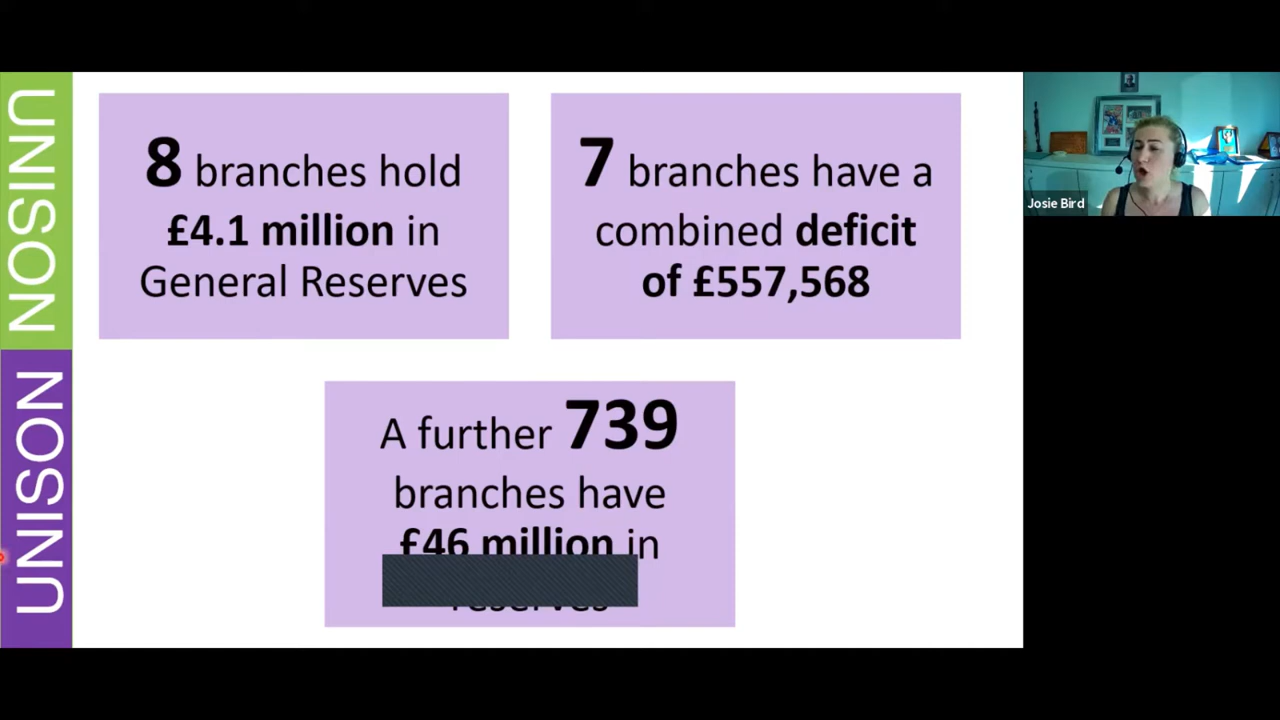 UNISON
UNISON
8 branches hold
£4.1 million in
General Reserves
7 branches have a
combined deficit
of £557,568
A further 739
branches have
£46 million in
reserves
Josie Bird